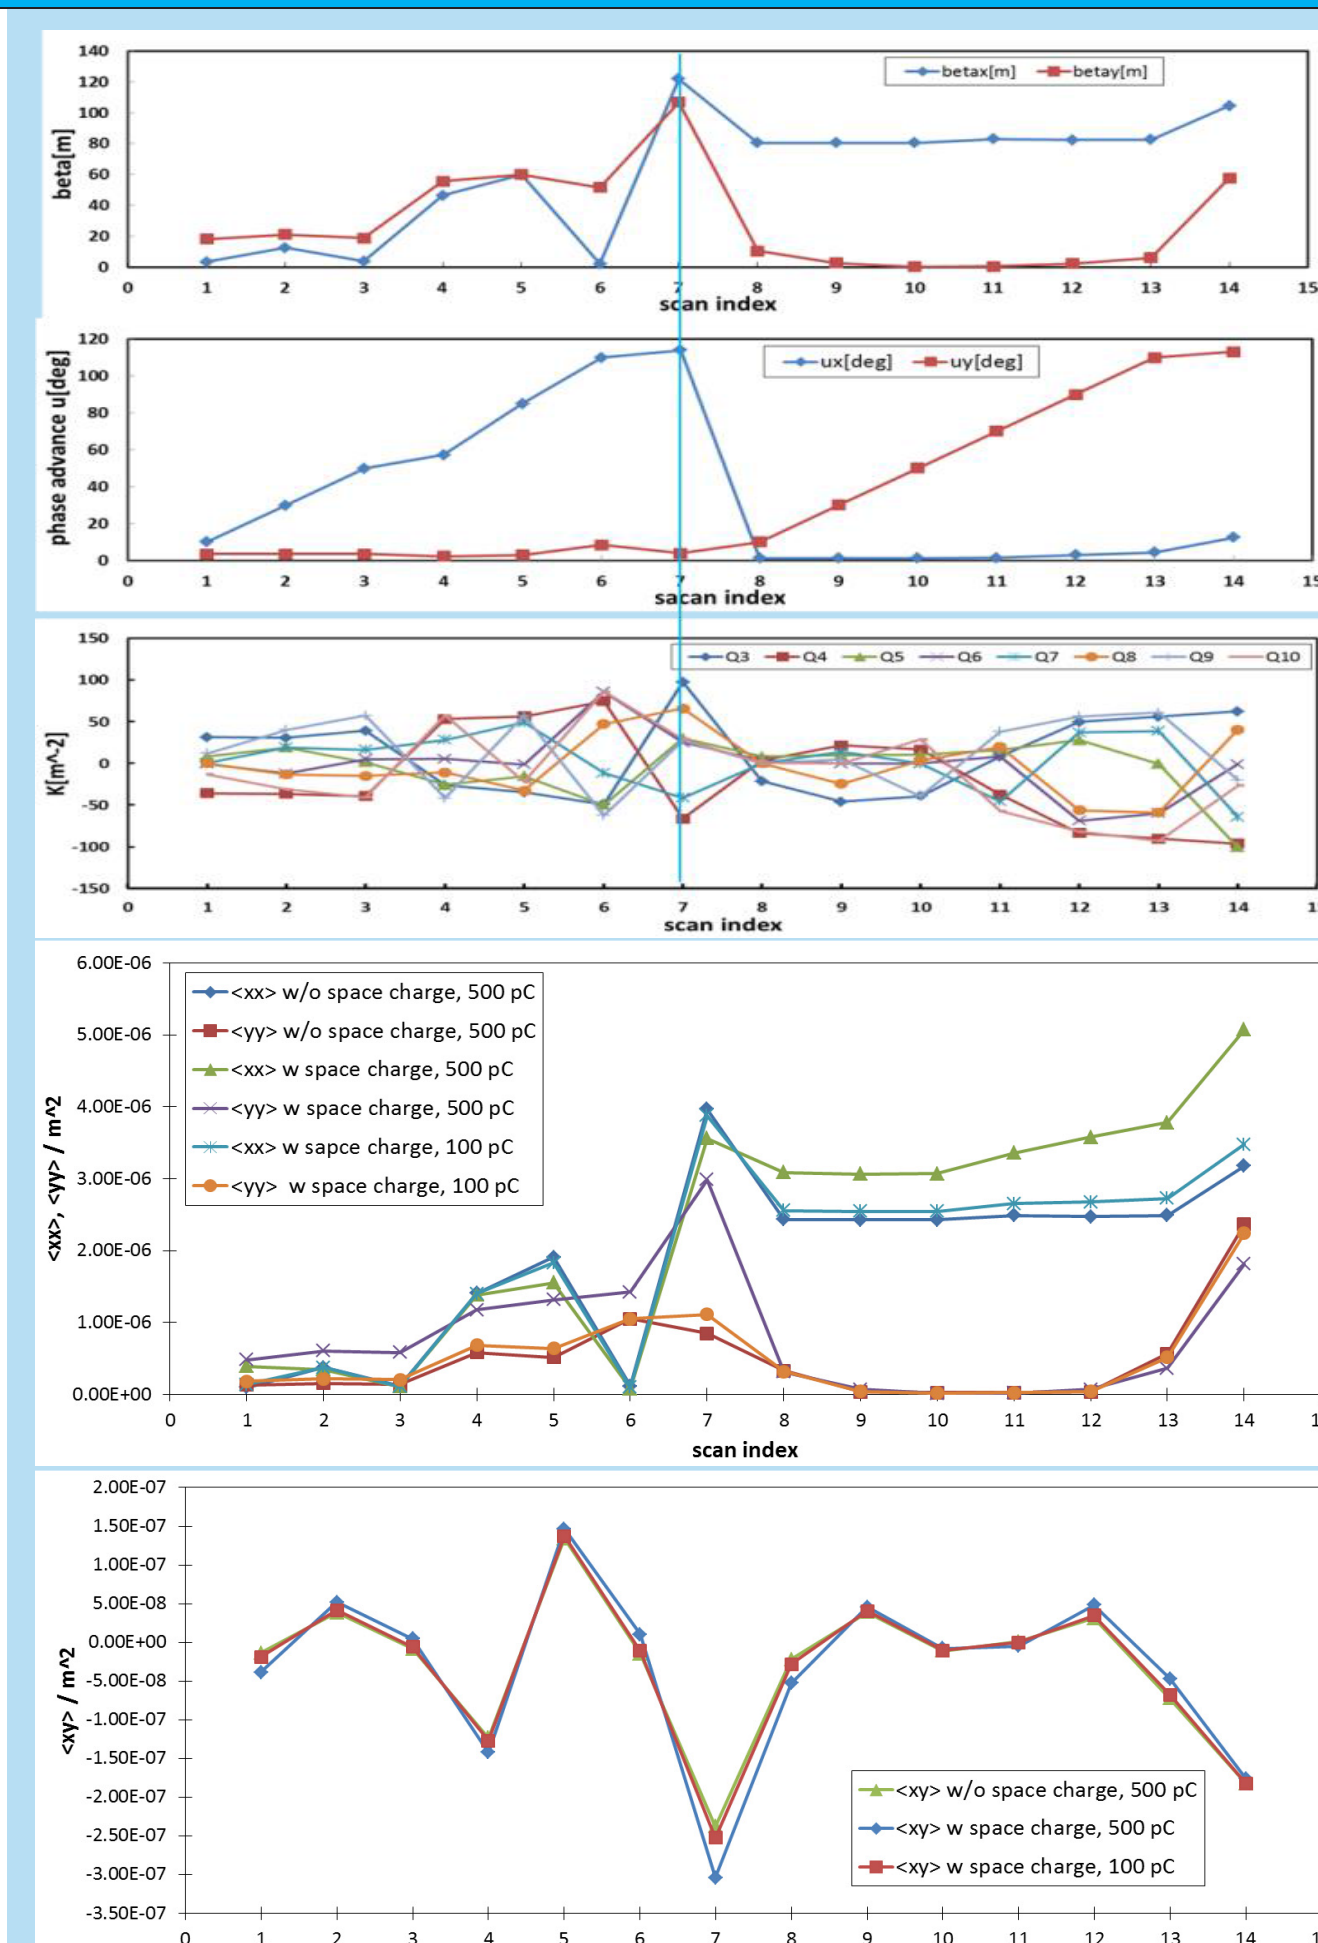 140
120
100
80
60
40
20
0
beta[m]
betax[m] betay[m]
0 1 2 3 4 5 6 7 8 9 10 11 12 13 14 15
scan index
120
100
80
60
40
20
0
phase advance u[deg]
ux[deg] uy[deg]
0 1 2 3 4 5 6 7 8 9 10 11 12 13 14 15
sacan index
150
100
50
0
-50
-100
-150
K[m^-2]
Q3 Q4 Q5 Q6 Q7 Q8 Q9 Q10
0 1 2 3 4 5 6 7 8 9 10 11 12 13 14 1
scan index
6.00E-06
5.00E-06
4.00E-06
3.00E-06
2.00E-06
1.00E-06
0.00E+00
<xx>, <yy> / m^2
<xx> w/o space charge, 500 pC
<yy> w/o space charge, 500 pC
<xx> w space charge, 500 pC
<yy> w space charge, 500 pC
<xx> w sapce charge, 100 pC
<yy> w space charge, 100 pC
0 1 2 3 4 5 6 7 8 9 10 11 12 13 14 1
scan index
2.00E-07
1.50E-07
1.00E-07
5.00E-08
0.00E+00
-5.00E-08
-1.00E-07
-1.50E-07
-2.00E-07
-2.50E-07
-3.00E-07
-3.50E-07
<xy> / m^2
<xy> w/o space charge, 500 pC
<xy> w space charge, 500 pC
<xy> w space charge, 100 pC
0 1 2 3 4 5 6 7 8 9 10 11 12 13 14 1